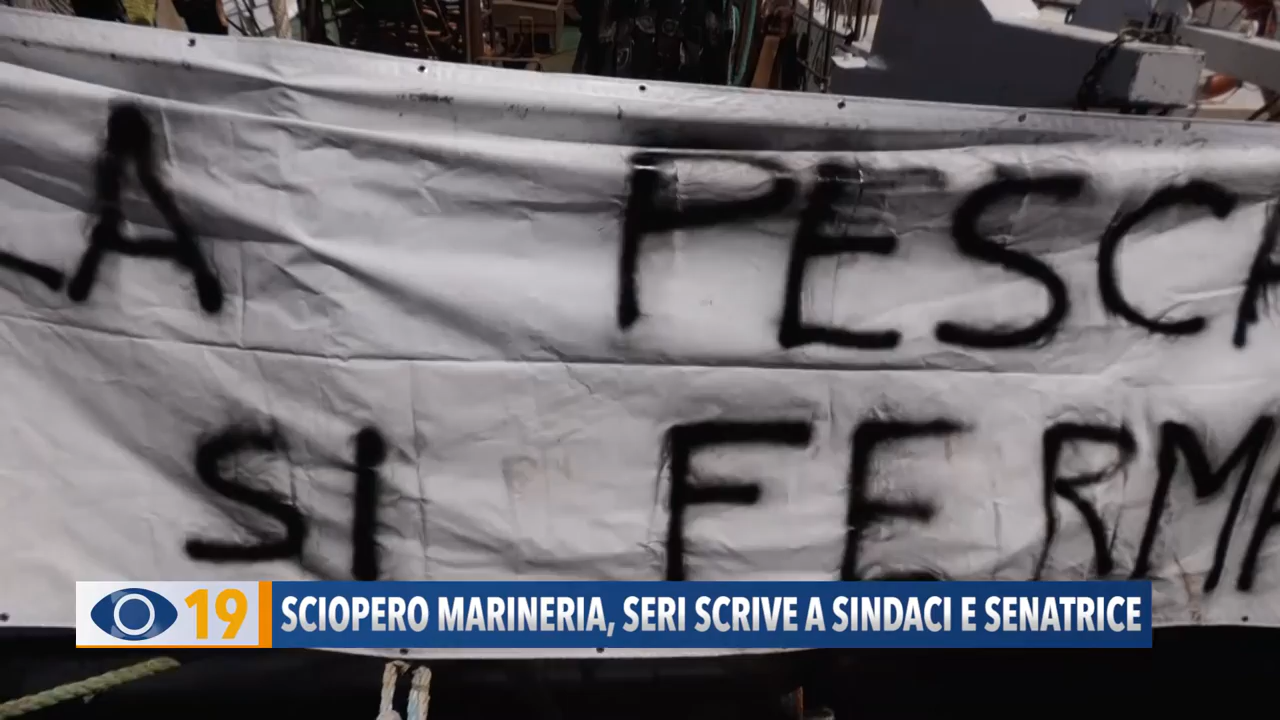 LA PESCA
SI FERMA
19
SCIOPERO MARINERIA, SERI SCRIVE A SINDACI E SENATRICE